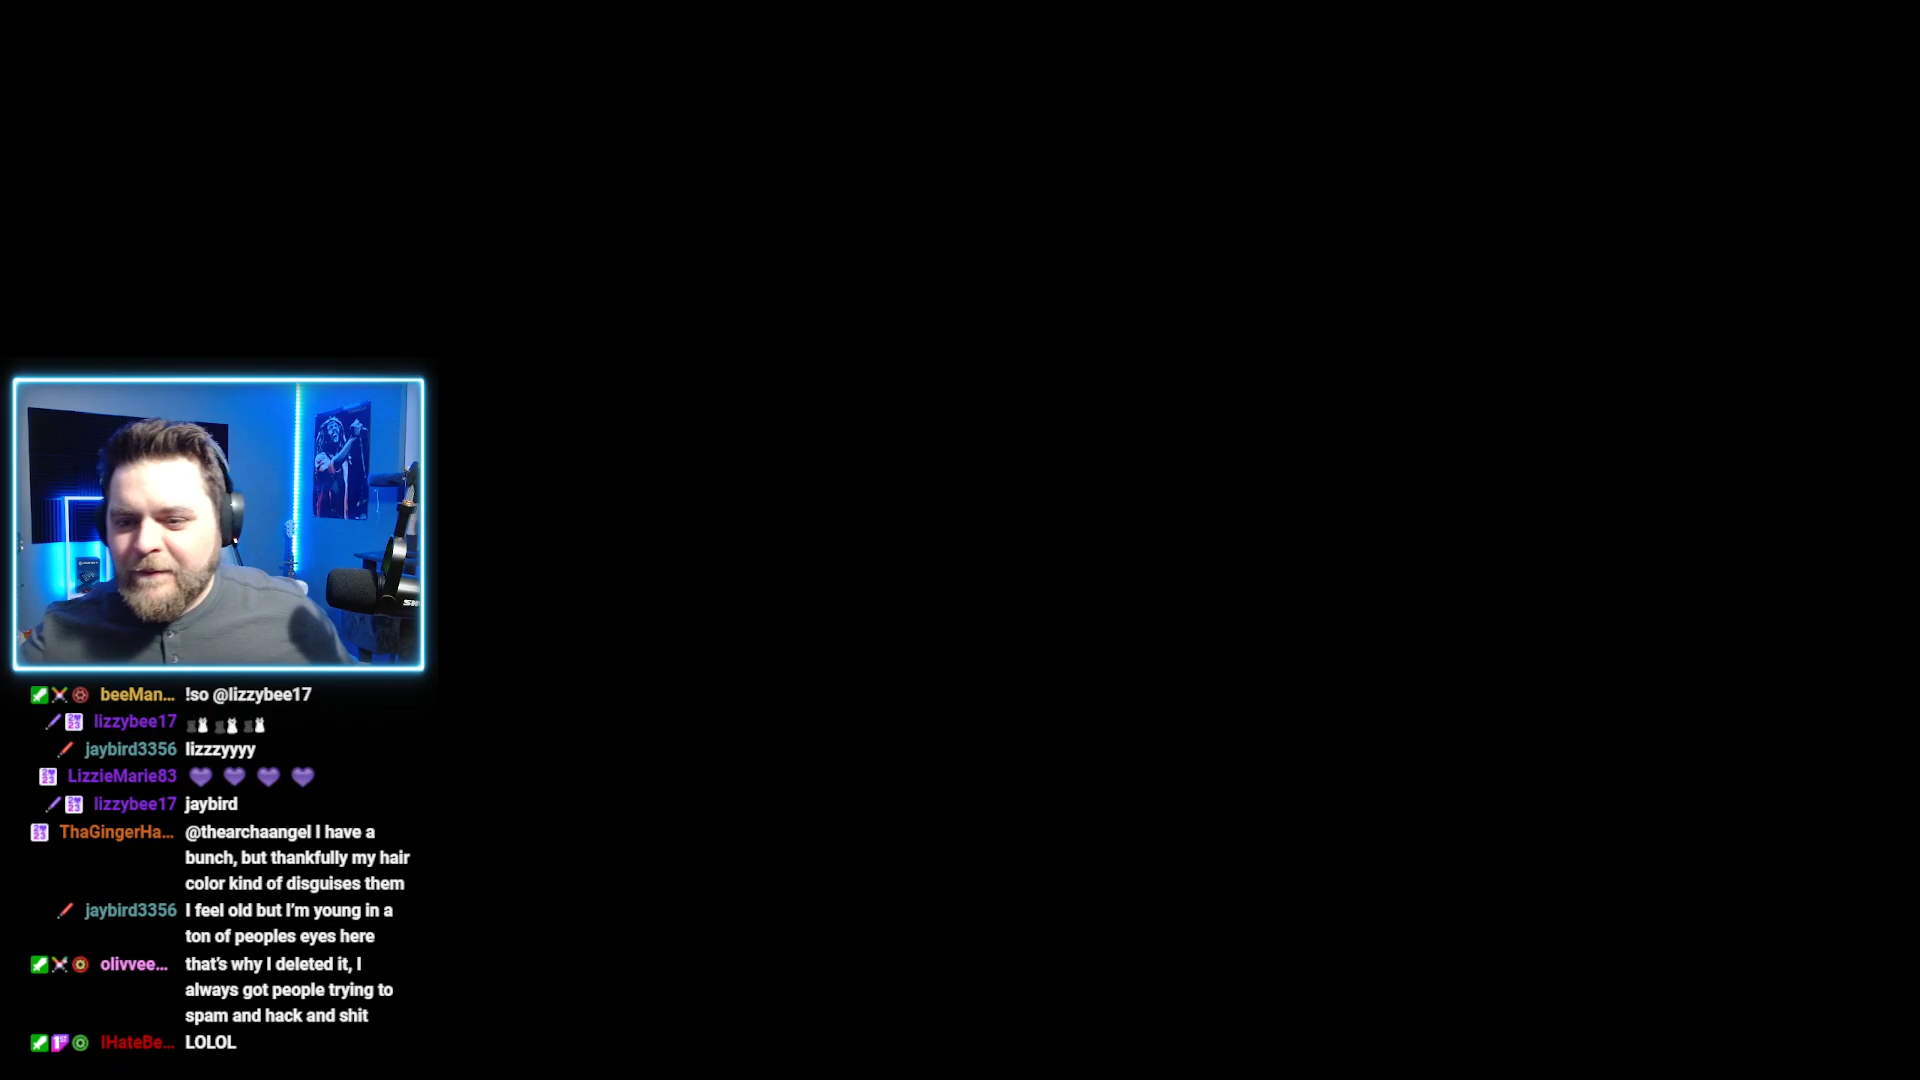 beeMan... !so @lizzybee17
lizzybee17
jaybird3356 lizzzyyyy
LizzieMarie83
lizzybee17 jaybird
ThaGingerHa... @thearchaangel I have a
bunch, but thankfully my hair
color kind of disguises them
jaybird3356 I feel old but I'm young in a
ton of peoples eyes here
olivvee... that's why I deleted it, I
always got people trying to
spam and hack and shit
IHateBe... LOLOL